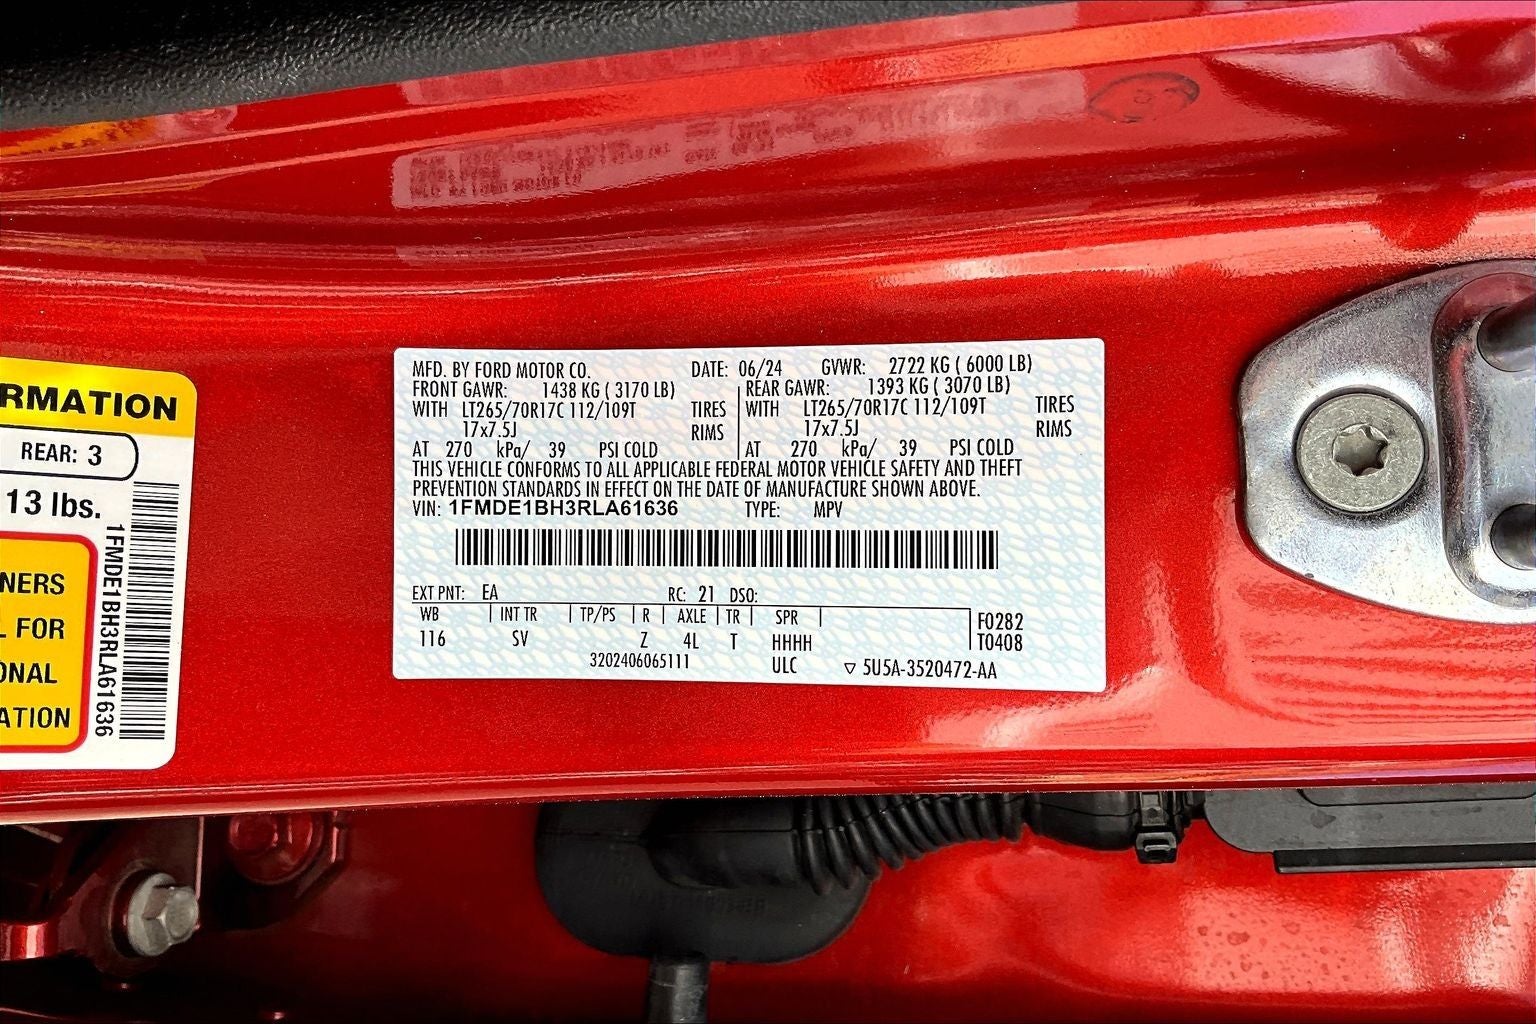 RMATION
REAR: 3
13 lbs.
NERS
L FOR
ONAL
ATION
1FMDE1BH3RLA61636
MFD. BY FORD MOTOR CO. DATE: 06/24 GVWR: 2722 KG ( 6000 LB)
FRONT GAWR: 1438 KG ( 3170 LB) REAR GAWR: 1393 KG ( 3070 LB)
WITH LT265/70R17C 112/109T TIRES WITH LT265/70R17C 112/109T TIRES
17x7.5J RIMS 17x7.5J RIMS
AT 270 kPa/ 39 PSI COLD AT 270 kPa/ 39 PSI COLD
THIS VEHICLE CONFORMS TO ALL APPLICABLE FEDERAL MOTOR VEHICLE SAFETY AND THEFT
PREVENTION STANDARDS IN EFFECT ON THE DATE OF MANUFACTURE SHOWN ABOVE.
VIN: 1FMDE1BH3RLA61636 TYPE: MPV
EXT PNT: EA RC: 21 DSO:
WB INT TR TP/PS R AXLE TR SPR F0282
116 SV Z 4L T HHHH T0408
3202406065111 ULC ▽ 5U5A-3520472-AA